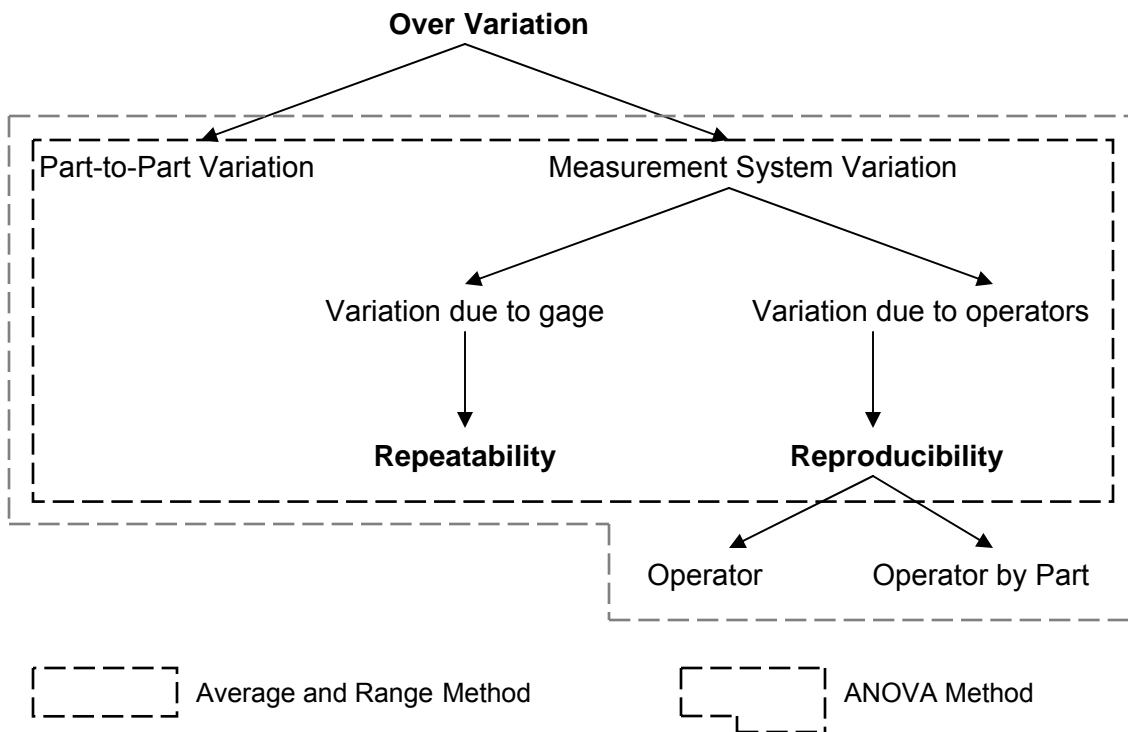 Over Variation
Part-to-Part Variation
Measurement System Variation
Variation due to gage
Variation due to operators
Repeatability
Reproducibility
Operator
Operator by Part
Average and Range Method
ANOVA Method